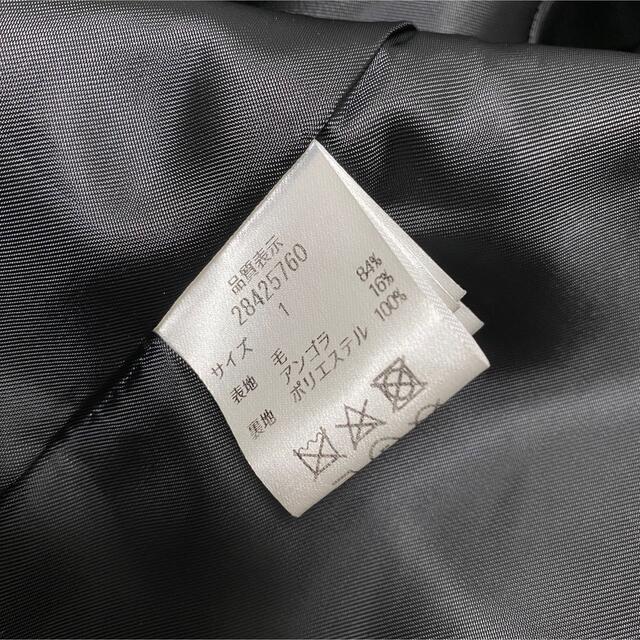 品質表示
28425760
サイズ 1
表地 毛 84%
アンゴラ 16%
裏地 ポリエステル 100%